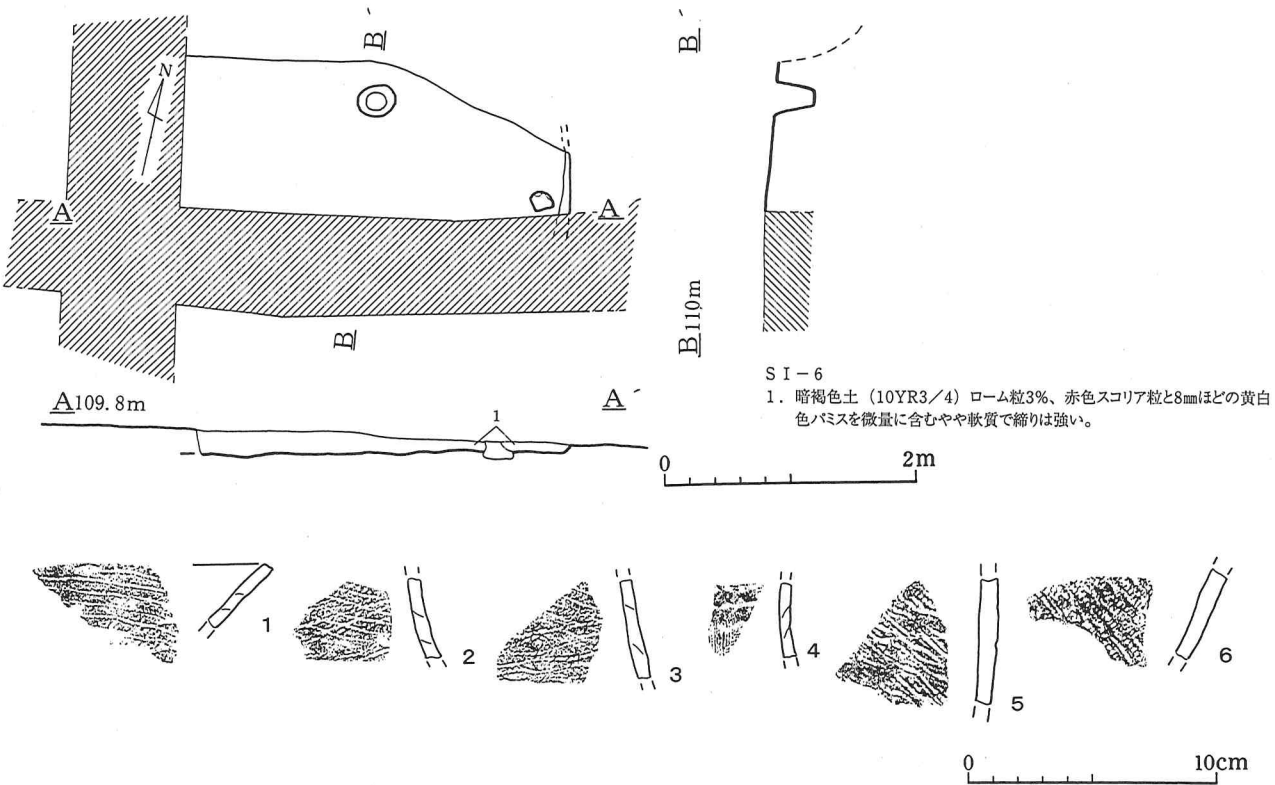 B
B
N
A
A
B
B110m
SI-6
1. 暗褐色土 (10YR3/4) ローム粒3%、赤色スコリア粒と8㎜ほどの黄白
色パミスを微量に含むやや軟質で締りは強い。
A109.8m
A
1
0
2m
1
2
3
4
5
6
0
10cm